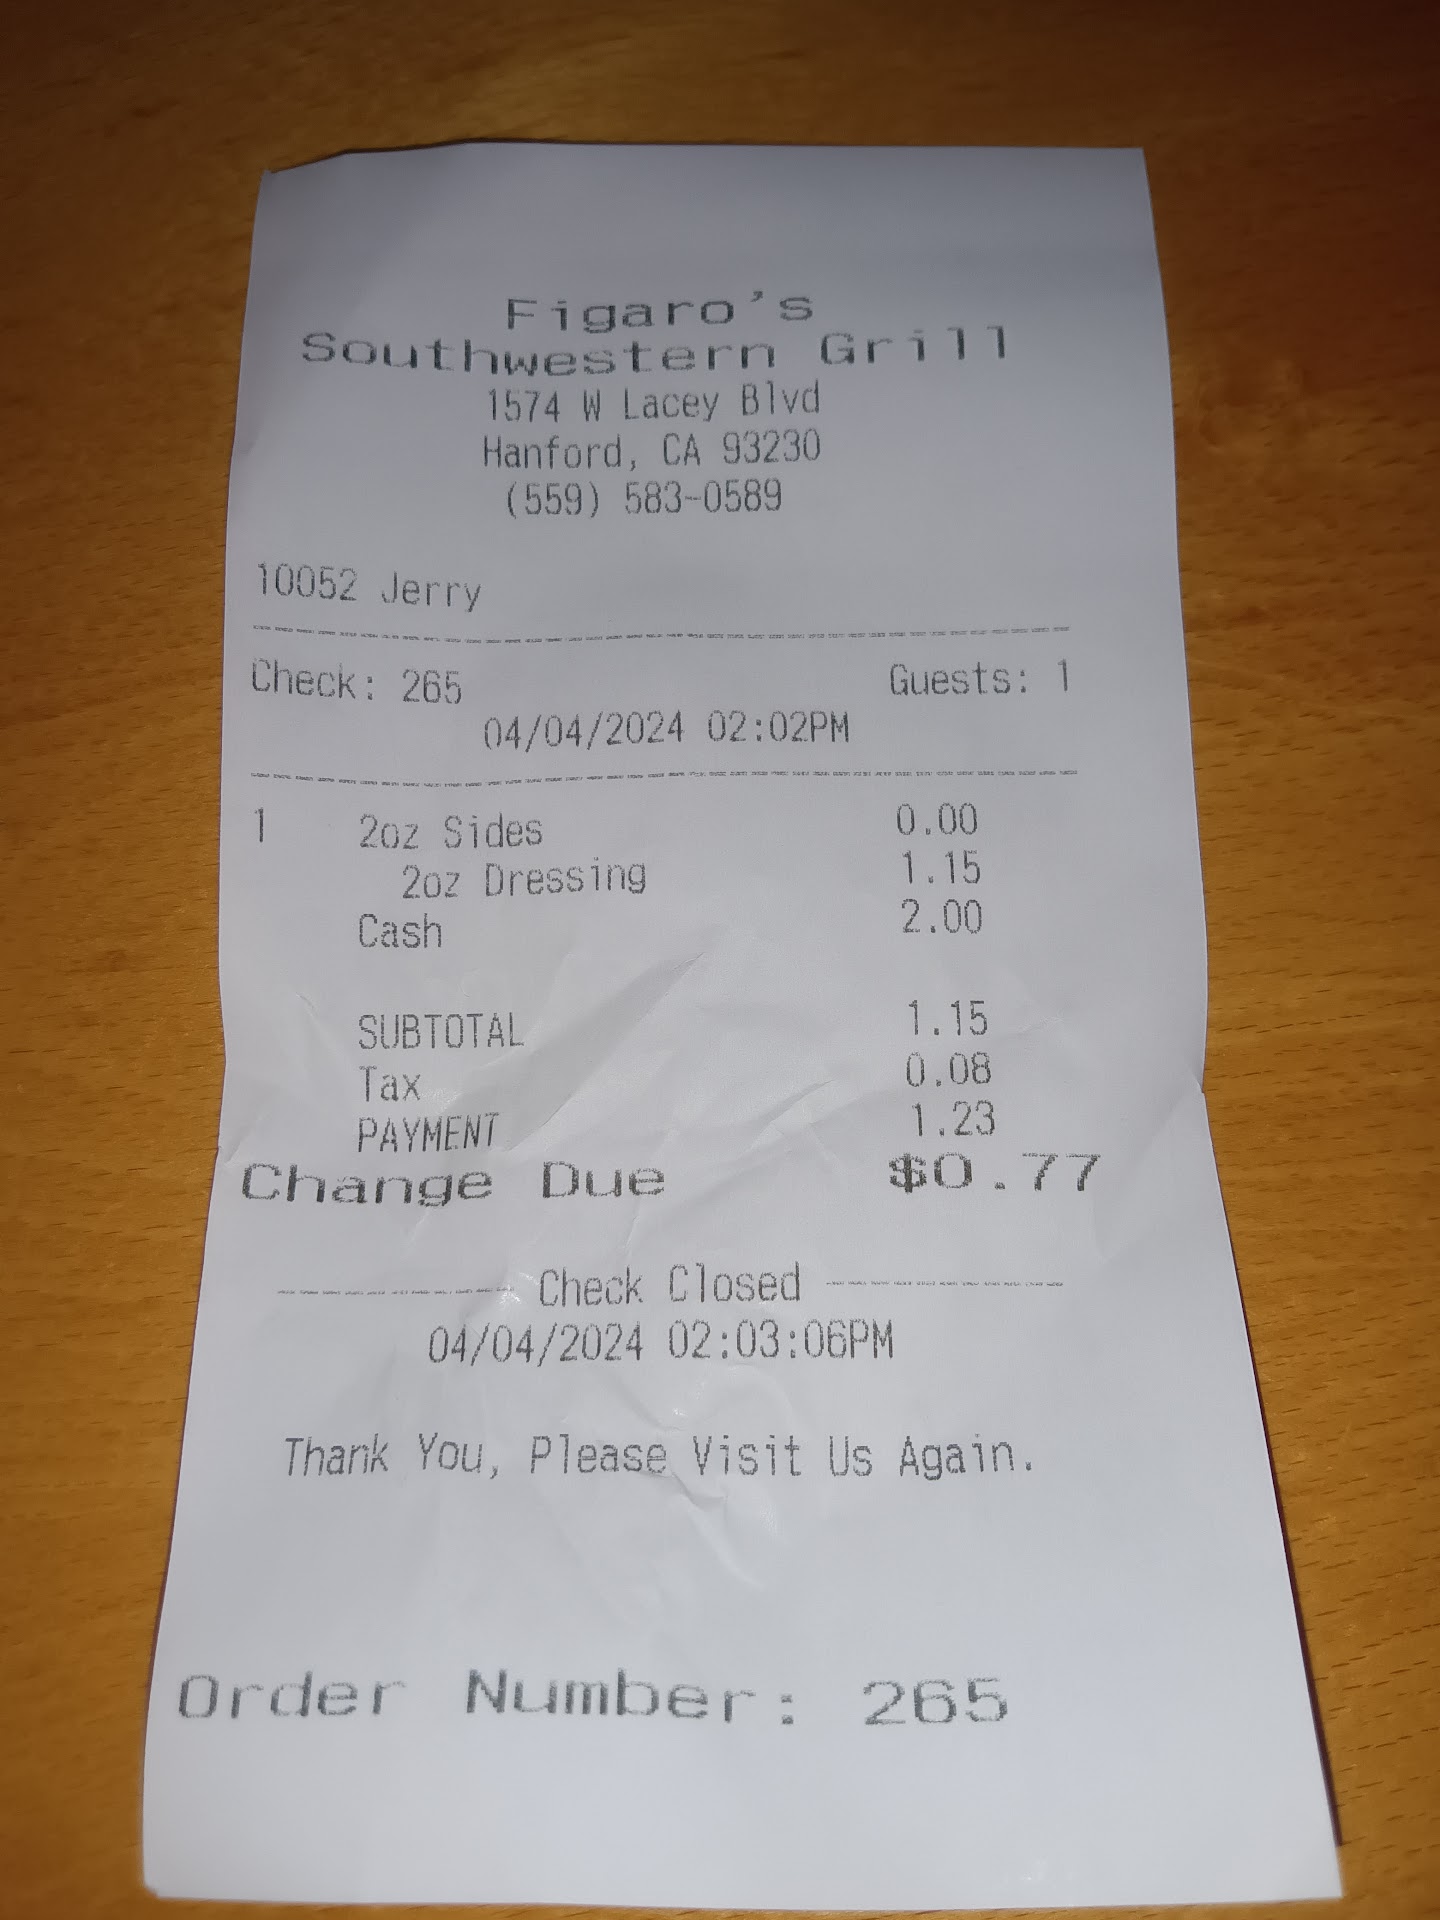 Figaro's
Southwestern Grill
1574 W Lacey Blvd
Hanford, CA 93230
(559) 583-0589
10052 Jerry
Check: 265 Guests: 1
04/04/2024 02:02PM
1 2oz Sides 0.00
2oz Dressing 1.15
Cash 2.00
SUBTOTAL 1.15
Tax 0.08
PAYMENT 1.23
Change Due $0.77
Check Closed
04/04/2024 02:03:06PM
Thank You, Please Visit Us Again.
Order Number: 265